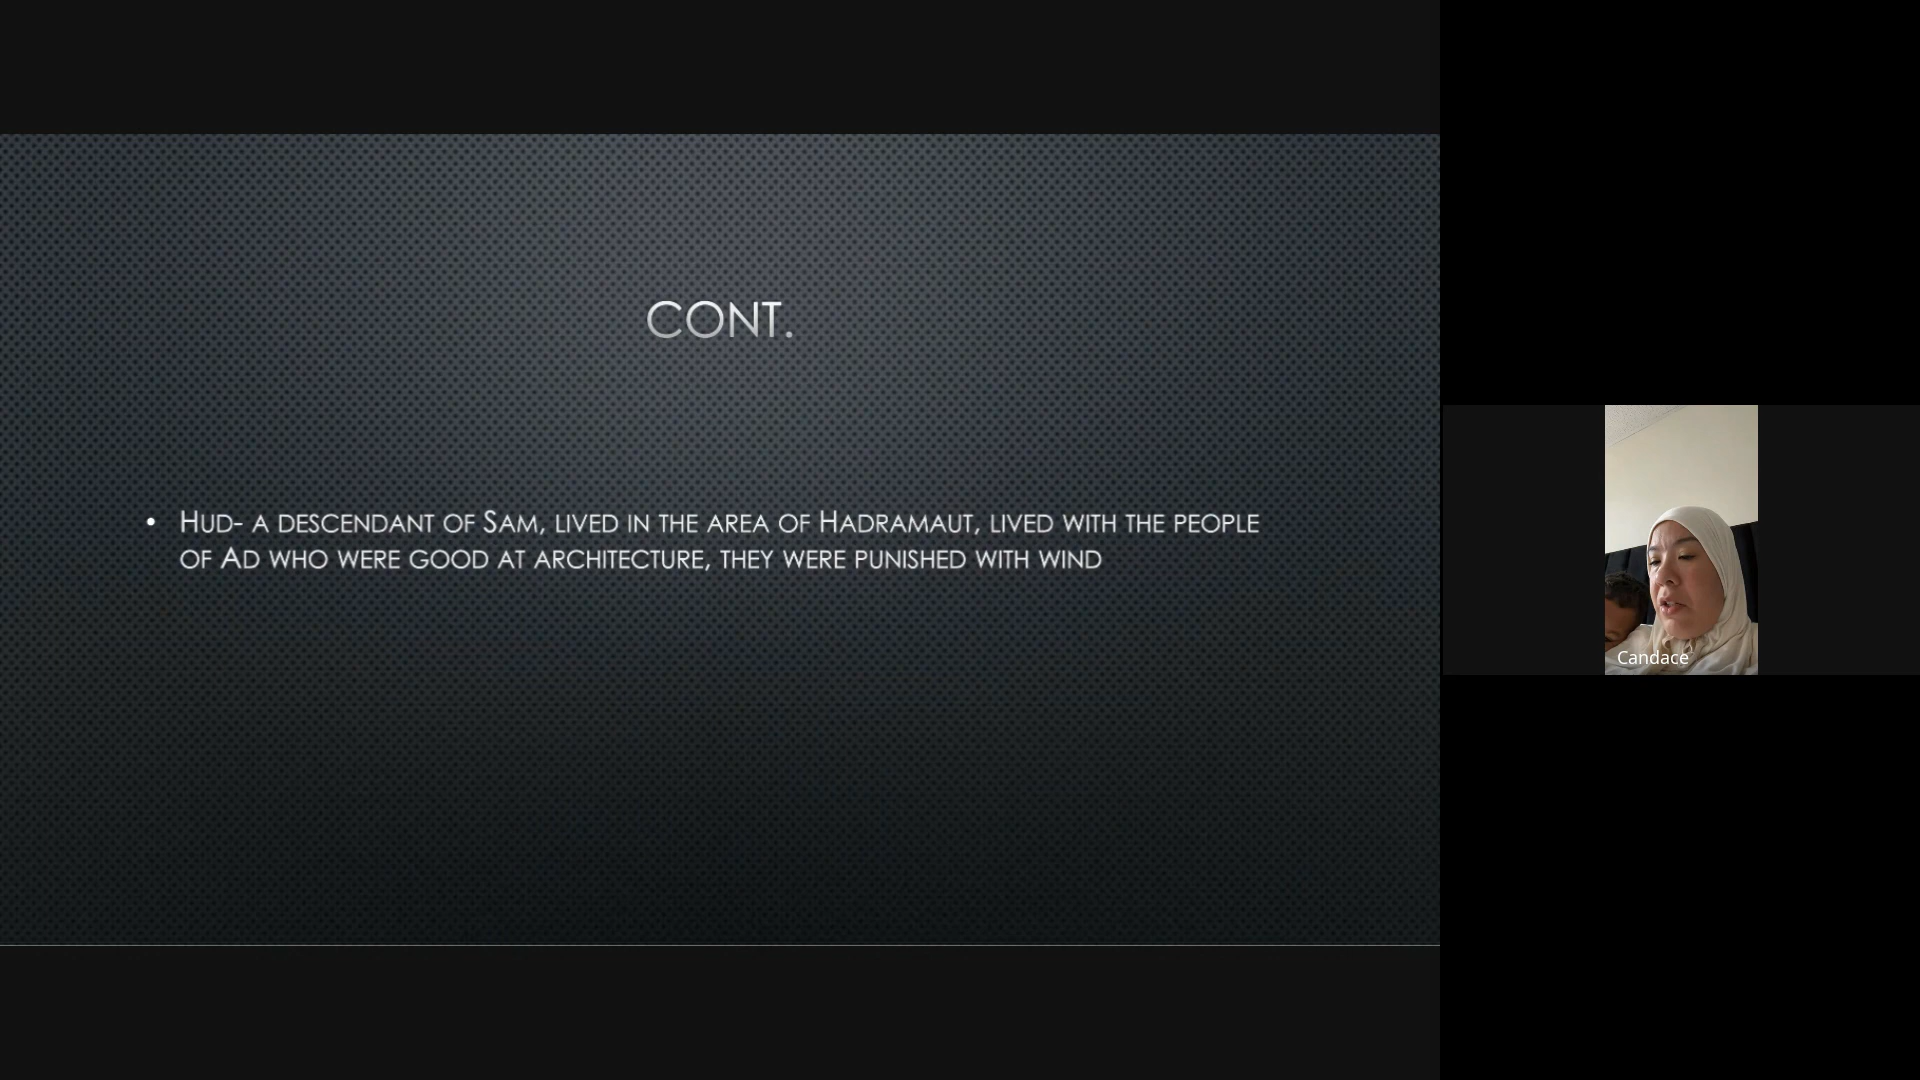 CONT.
• HUD- A DESCENDANT OF SAM, LIVED IN THE AREA OF HADRAMAUT, LIVED WITH THE PEOPLE
OF AD WHO WERE GOOD AT ARCHITECTURE, THEY WERE PUNISHED WITH WIND
Candace